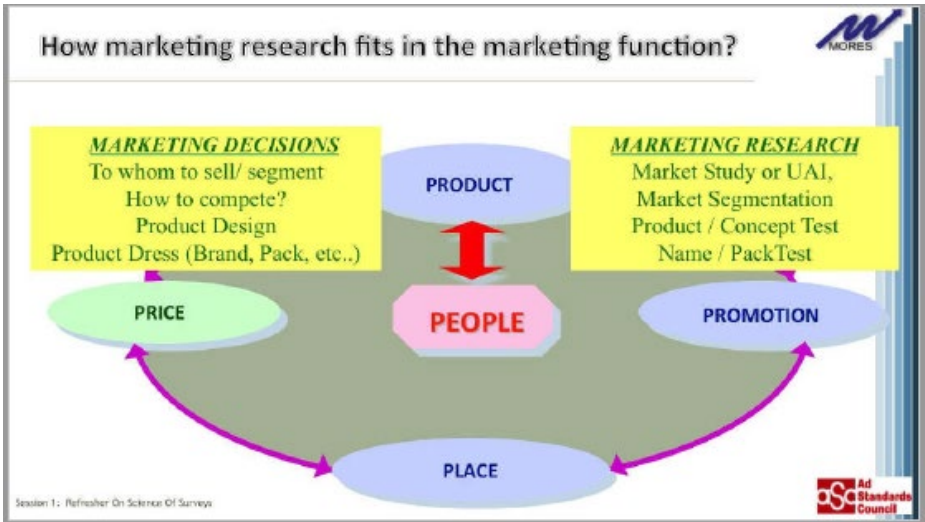 How marketing research fits in the marketing function?
MORES
MARKETING DECISIONS
To whom to sell/ segment
How to compete?
Product Design
Product Dress (Brand, Pack, etc..)
MARKETING RESEARCH
Market Study or UAI,
Market Segmentation
Product / Concept Test
Name / PackTest
PRODUCT
PRICE
PEOPLE
PROMOTION
PLACE
Session 1: Refresher On Science Of Surveys
asc
Ad
Standards
Council